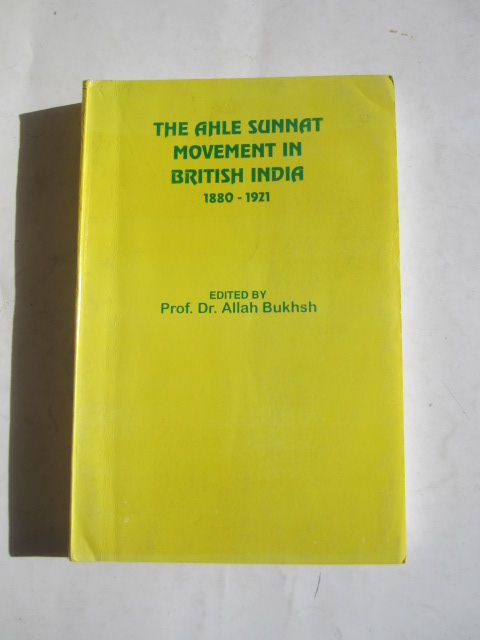 THE AHLE SUNNAT
MOVEMENT IN
BRITISH INDIA
1880 - 1921
EDITED BY
Prof. Dr. Allah Bukhsh